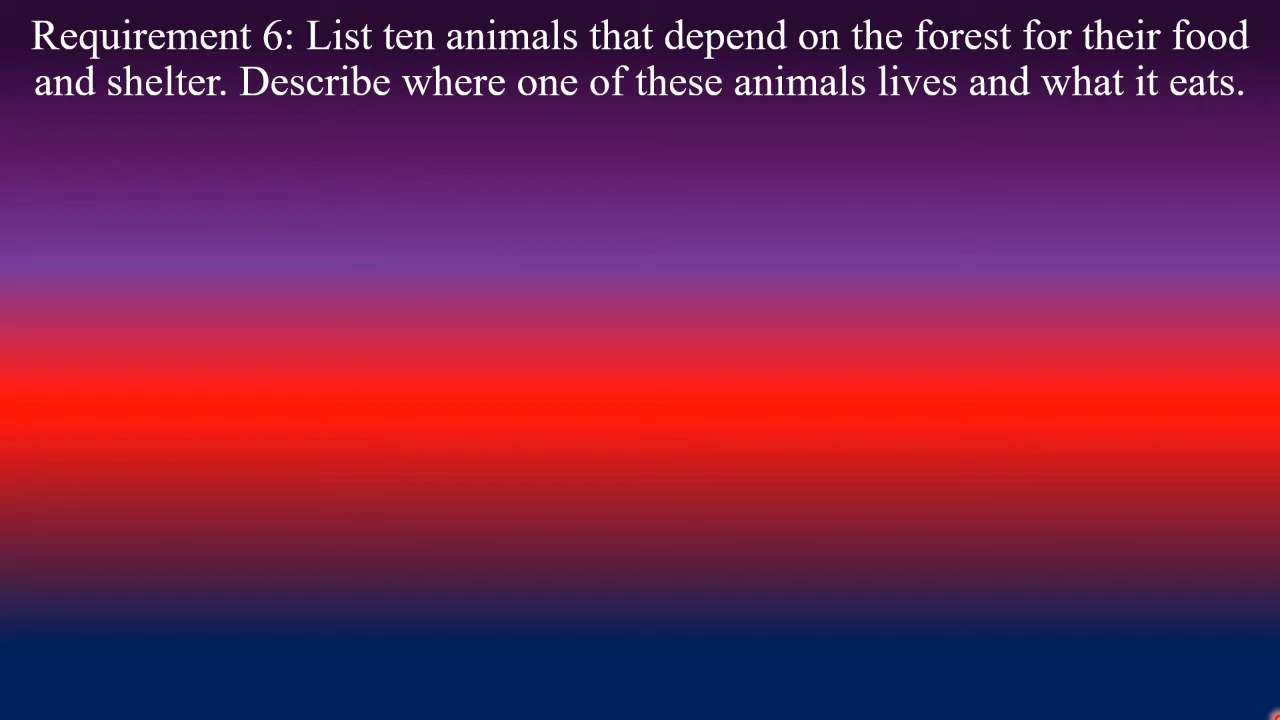 Requirement 6: List ten animals that depend on the forest for their food
and shelter. Describe where one of these animals lives and what it eats.